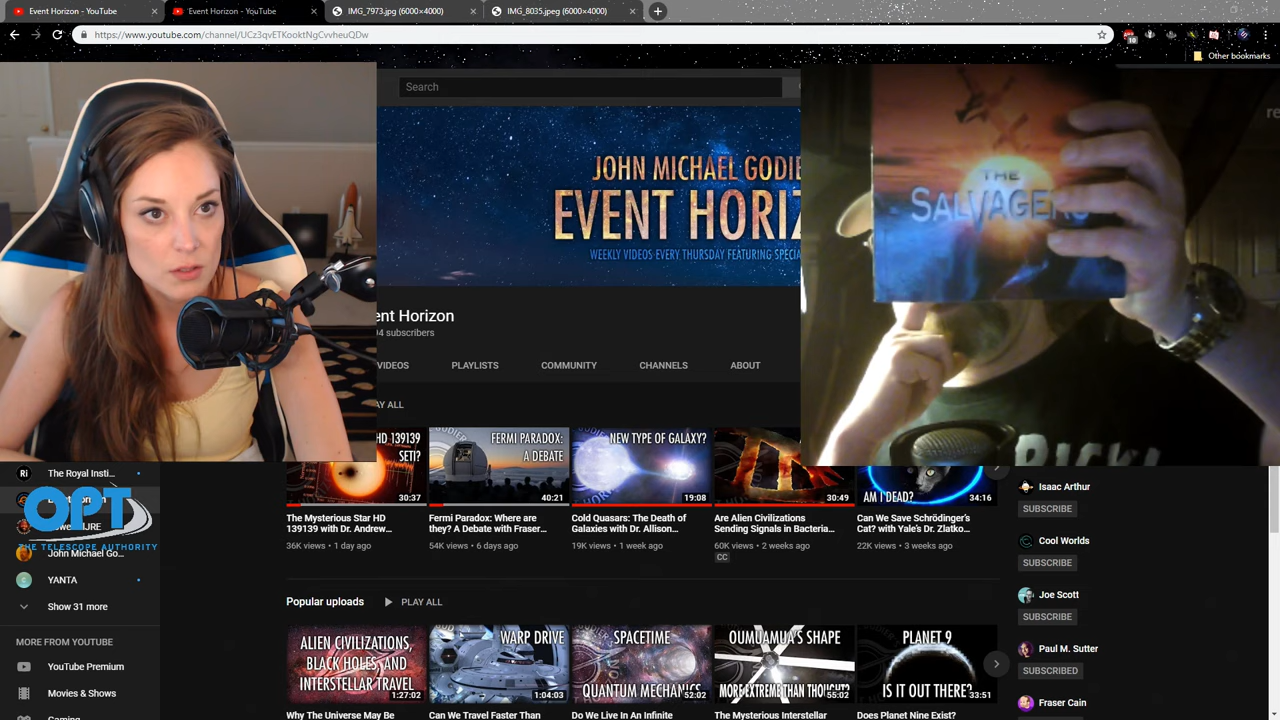 Event Horizon - YouTube
Event Horizon - YouTube
IMG_7973.jpg (6000×4000)
IMG_8035.jpeg (6000×4000)
https://www.youtube.com/channel/UCz3qvETKooktNgCvvheuQDw
10
Other bookmarks
Search
re
JOHN MICHAEL GODIE
EVENT HORIZ
WEEKLY VIDEOS EVERY THURSDAY FEATURING SPECIA
THE
SALVAGERS
ent Horizon
04 subscribers
VIDEOS
PLAYLISTS
COMMUNITY
CHANNELS
ABOUT
AY ALL
HD 139139
SETI?
30:37
FERMI PARADOX:
A DEBATE
40:21
NEW TYPE OF GALAXY?
19:08
30:49
AM I DEAD?
34:16
RICK!
The Mysterious Star HD
139139 with Dr. Andrew...
36K views • 1 day ago
Fermi Paradox: Where are
they? A Debate with Fraser...
54K views • 6 days ago
Cold Quasars: The Death of
Galaxies with Dr. Allison...
19K views • 1 week ago
Are Alien Civilizations
Sending Signals in Bacteria...
60K views • 2 weeks ago
CC
Can We Save Schrödinger's
Cat? with Yale's Dr. Zlatko...
22K views • 3 weeks ago
The Royal Insti...
OPT
THE TELESCOPE AUTHORITY
John Michael Go...
YANTA
Show 31 more
MORE FROM YOUTUBE
YouTube Premium
Movies & Shows
Gaming
Popular uploads
PLAY ALL
ALIEN CIVILIZATIONS,
BLACK HOLES, AND
INTERSTELLAR TRAVEL
1:27:02
WARP DRIVE
1:04:03
SPACETIME
QUANTUM MECHANICS
52:02
OUMUAMUA'S SHAPE
MORE EXTREME THAN THOUGHT?
55:02
PLANET 9
IS IT OUT THERE?
33:51
Why The Universe May Be
Can We Travel Faster Than
Do We Live In An Infinite
The Mysterious Interstellar
Does Planet Nine Exist?
Isaac Arthur
SUBSCRIBE
Cool Worlds
SUBSCRIBE
Joe Scott
SUBSCRIBE
Paul M. Sutter
SUBSCRIBED
Fraser Cain